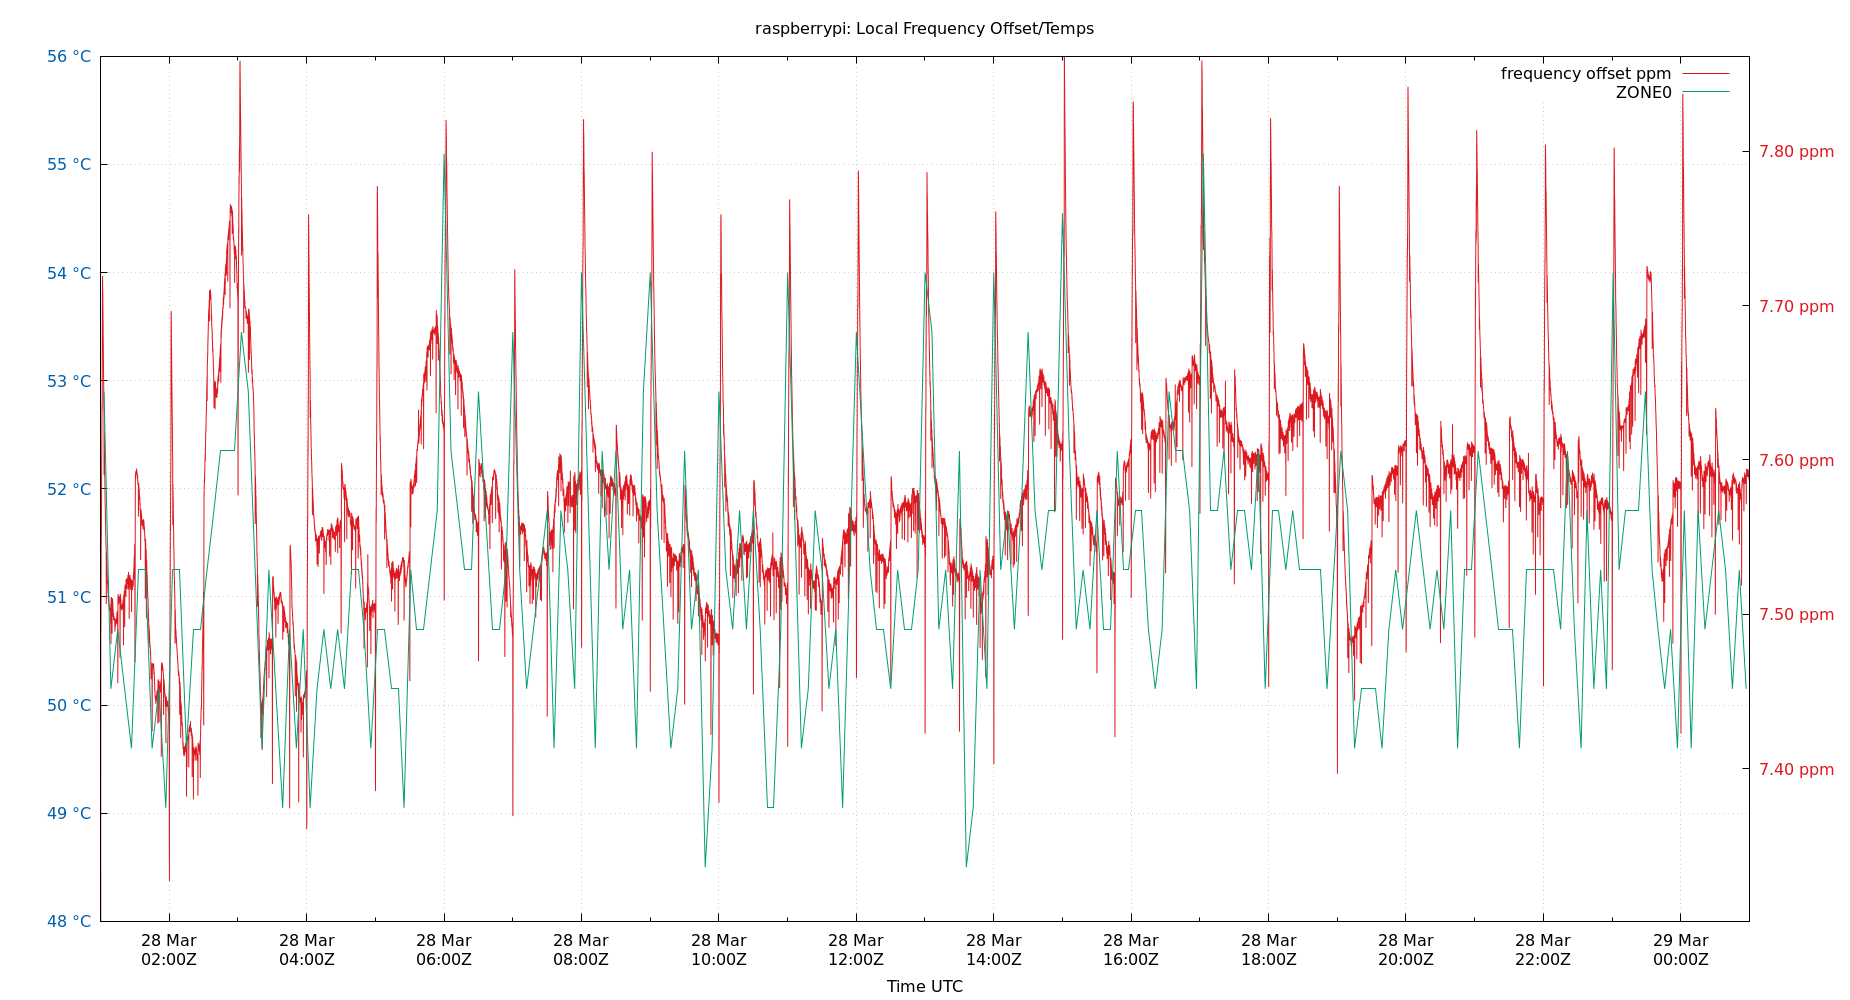 raspberrypi: Local Frequency Offset/Temps
frequency offset ppm
ZONE0
56 °C
55 °C
54 °C
53 °C
52 °C
51 °C
50 °C
49 °C
48 °C
7.80 ppm
7.70 ppm
7.60 ppm
7.50 ppm
7.40 ppm
28 Mar 28 Mar 28 Mar 28 Mar 28 Mar 28 Mar 28 Mar 28 Mar 28 Mar 28 Mar 28 Mar 29 Mar
02:00Z 04:00Z 06:00Z 08:00Z 10:00Z 12:00Z 14:00Z 16:00Z 18:00Z 20:00Z 22:00Z 00:00Z
Time UTC